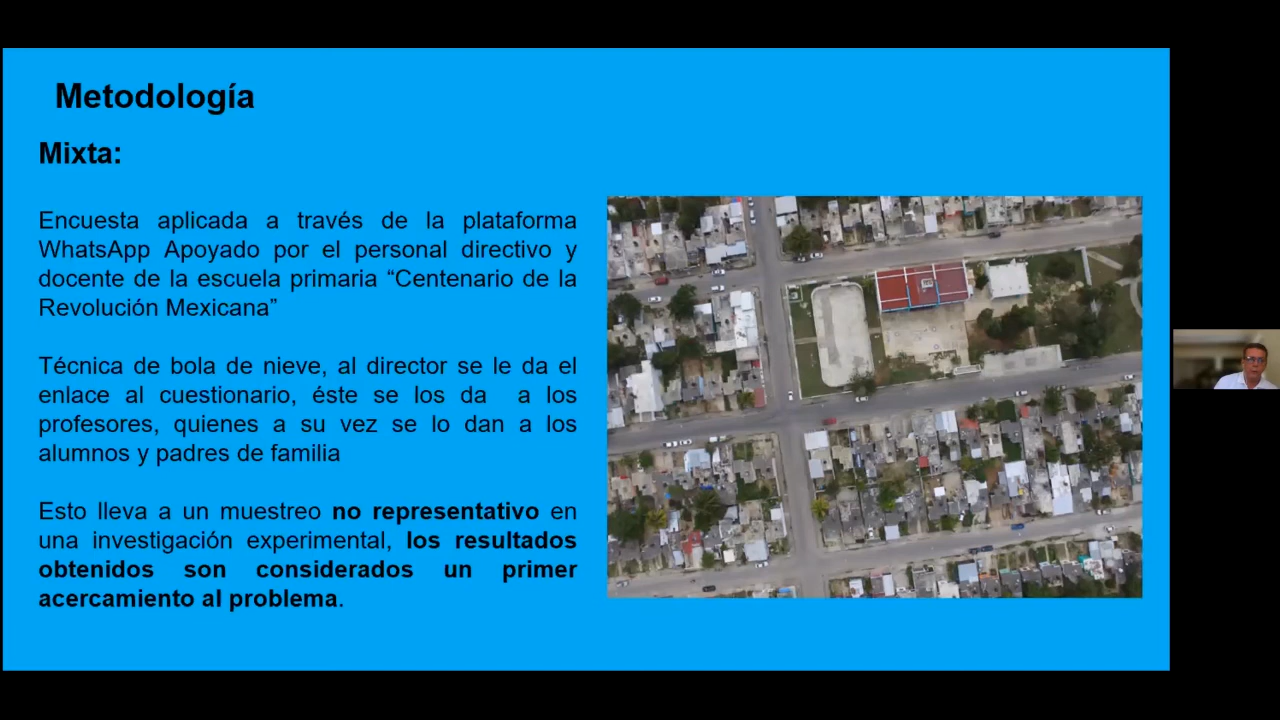 Metodología
Mixta:
Encuesta aplicada a través de la plataforma
WhatsApp Apoyado por el personal directivo y
docente de la escuela primaria “Centenario de la
Revolución Mexicana”
Técnica de bola de nieve, al director se le da el
enlace al cuestionario, éste se los da a los
profesores, quienes a su vez se lo dan a los
alumnos y padres de familia
Esto lleva a un muestreo no representativo en
una investigación experimental, los resultados
obtenidos son considerados un primer
acercamiento al problema.